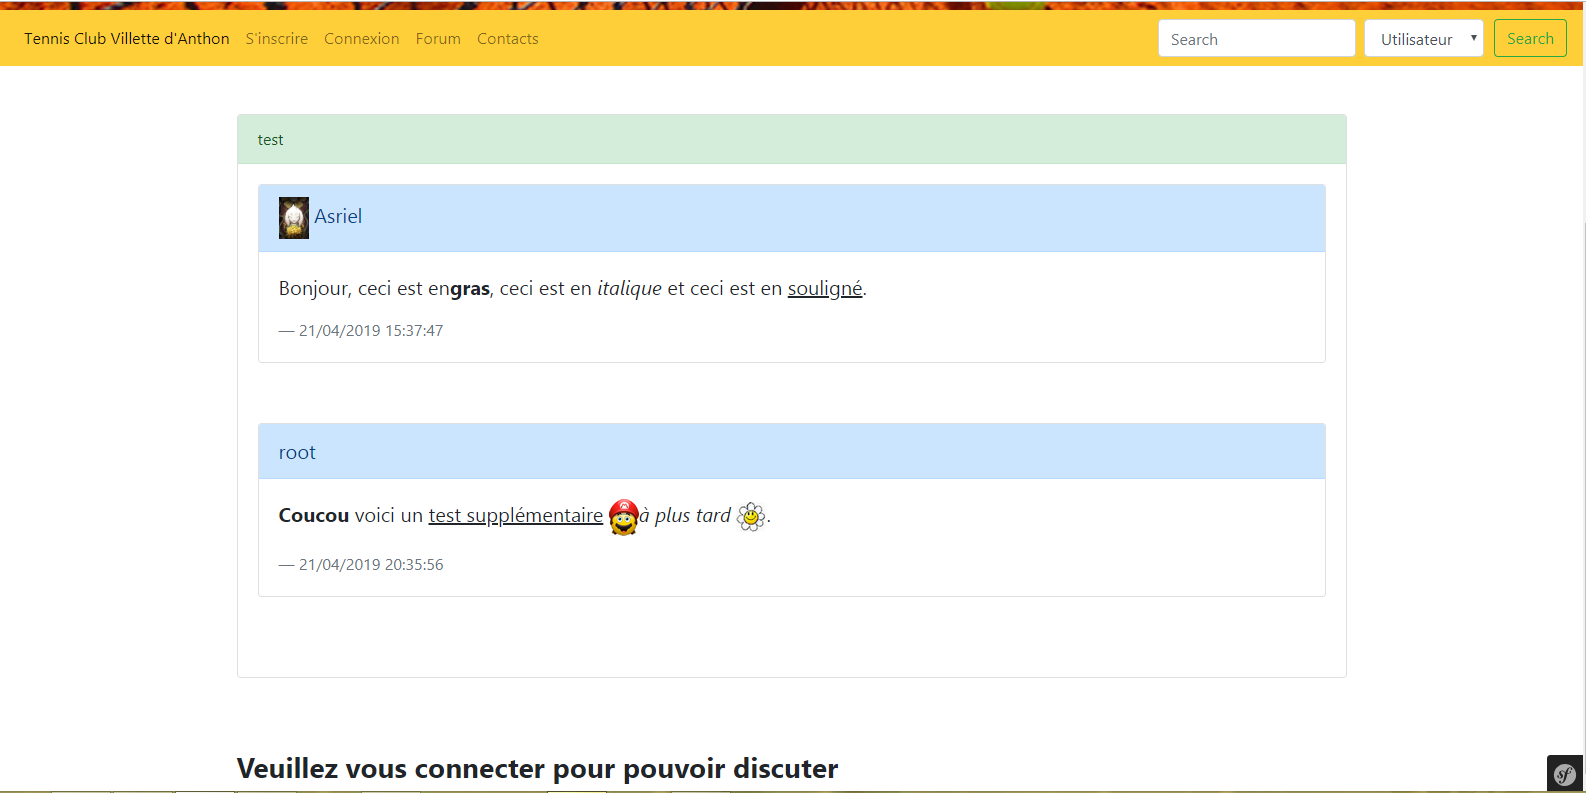 Tennis Club Villette d'Anthon S'inscrire Connexion Forum Contacts Search Utilisateur Search
test
Asriel
Bonjour, ceci est engras, ceci est en italique et ceci est en souligné.
— 21/04/2019 15:37:47
root
Coucou voici un test supplémentaire à plus tard .
— 21/04/2019 20:35:56
Veuillez vous connecter pour pouvoir discuter
sf